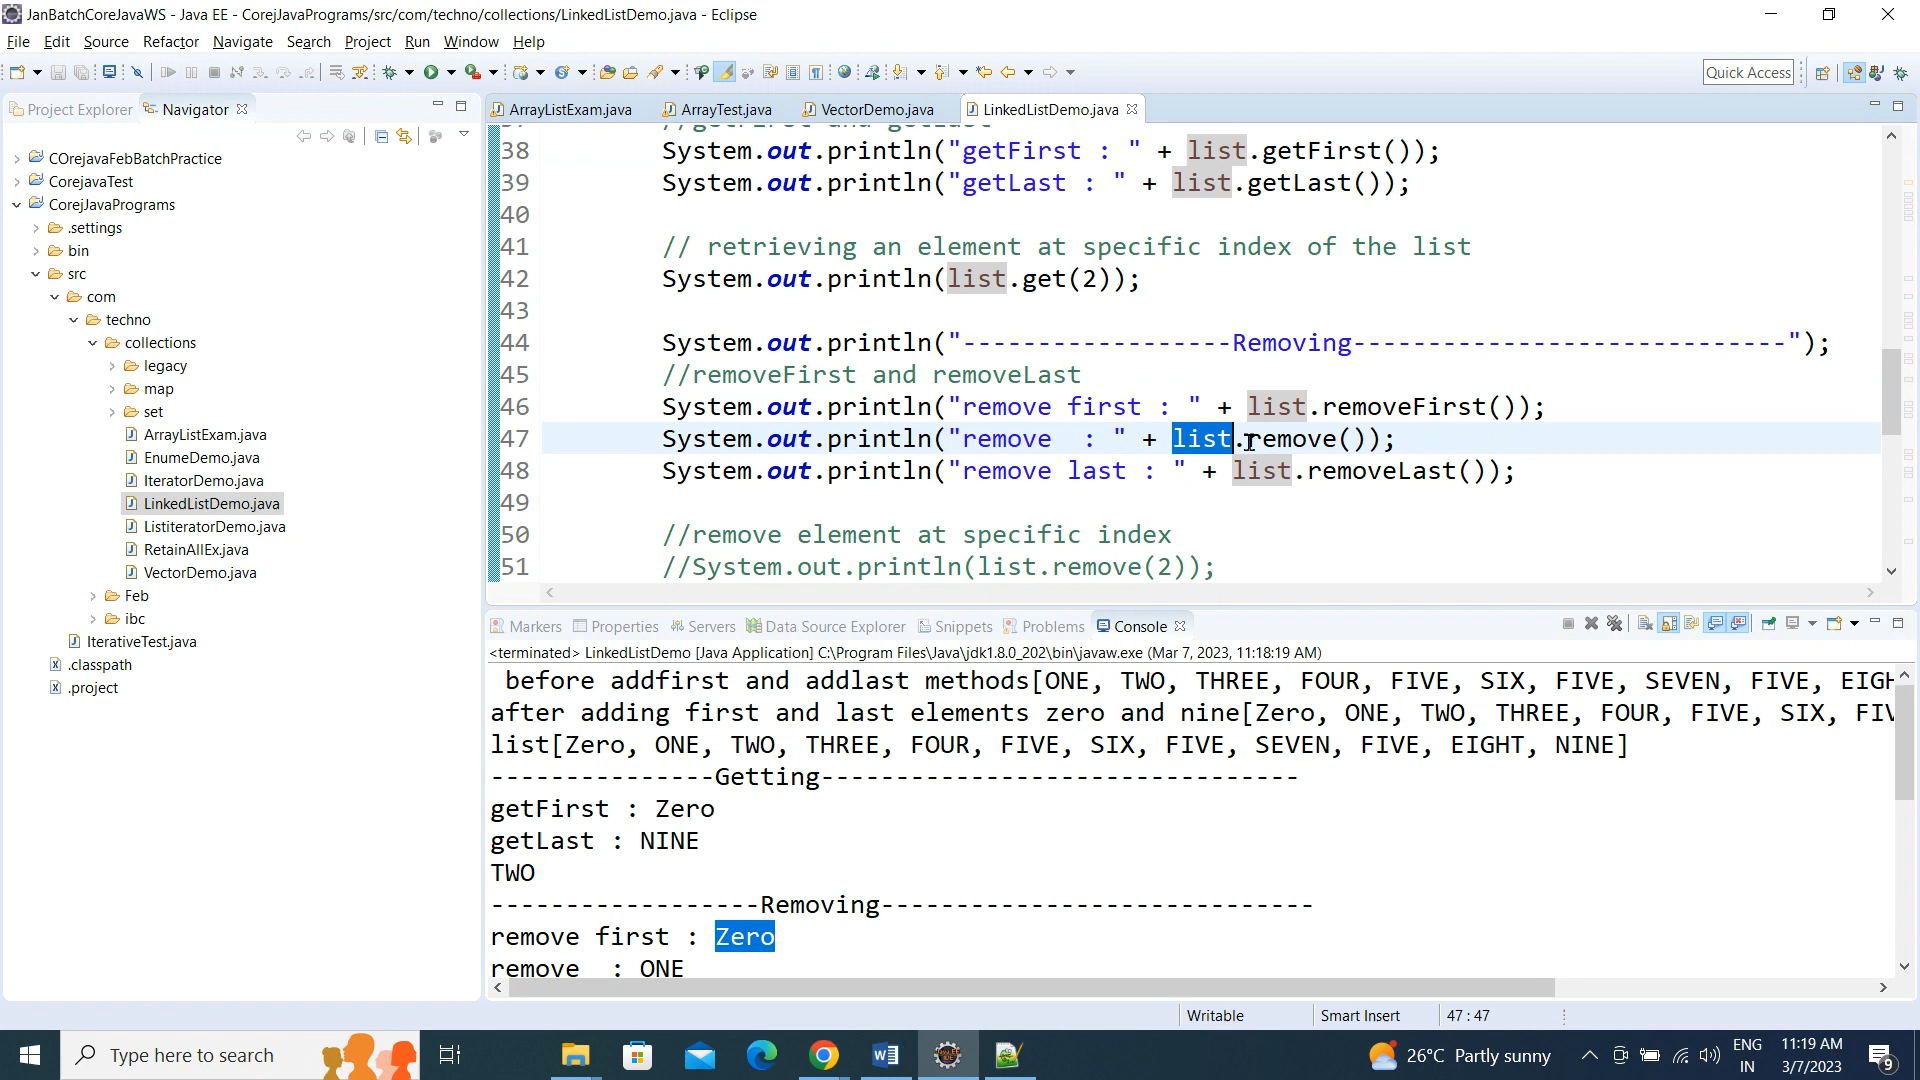 JanBatchCoreJavaWS - Java EE - CorejJavaPrograms/src/com/techno/collections/LinkedListDemo.java - Eclipse
File Edit Source Refactor Navigate Search Project Run Window Help
Quick Access
Project Explorer Navigator
COrejavaFebBatchPractice
CorejavaTest
CorejJavaPrograms
.settings
bin
src
com
techno
collections
legacy
map
set
ArrayListExam.java
EnumeDemo.java
IteratorDemo.java
LinkedListDemo.java
ListiteratorDemo.java
RetainAllEx.java
VectorDemo.java
Feb
ibc
IterativeTest.java
.classpath
.project
ArrayListExam.java ArrayTest.java VectorDemo.java LinkedListDemo.java
37 //getFirst and getLast
38 System.out.println("getFirst : " + list.getFirst());
39 System.out.println("getLast : " + list.getLast());
40
41 // retrieving an element at specific index of the list
42 System.out.println(list.get(2));
43
44 System.out.println("------------------Removing-----------------------------");
45 //removeFirst and removeLast
46 System.out.println("remove first : " + list.removeFirst());
47 System.out.println("remove  : " + list.remove());
48 System.out.println("remove last : " + list.removeLast());
49
50 //remove element at specific index
51 //System.out.println(list.remove(2));
Markers Properties Servers Data Source Explorer Snippets Problems Console
<terminated> LinkedListDemo [Java Application] C:\Program Files\Java\jdk1.8.0_202\bin\javaw.exe (Mar 7, 2023, 11:18:19 AM)
before addfirst and addlast methods[ONE, TWO, THREE, FOUR, FIVE, SIX, FIVE, SEVEN, FIVE, EIGH
after adding first and last elements zero and nine[Zero, ONE, TWO, THREE, FOUR, FIVE, SIX, FIV
list[Zero, ONE, TWO, THREE, FOUR, FIVE, SIX, FIVE, SEVEN, FIVE, EIGHT, NINE]
---------------Getting--------------------------------
getFirst : Zero
getLast : NINE
TWO
------------------Removing-----------------------------
remove first : Zero
remove  : ONE
Writable Smart Insert 47 : 47
Type here to search
26°C Partly sunny
ENG
IN
11:19 AM
3/7/2023
9